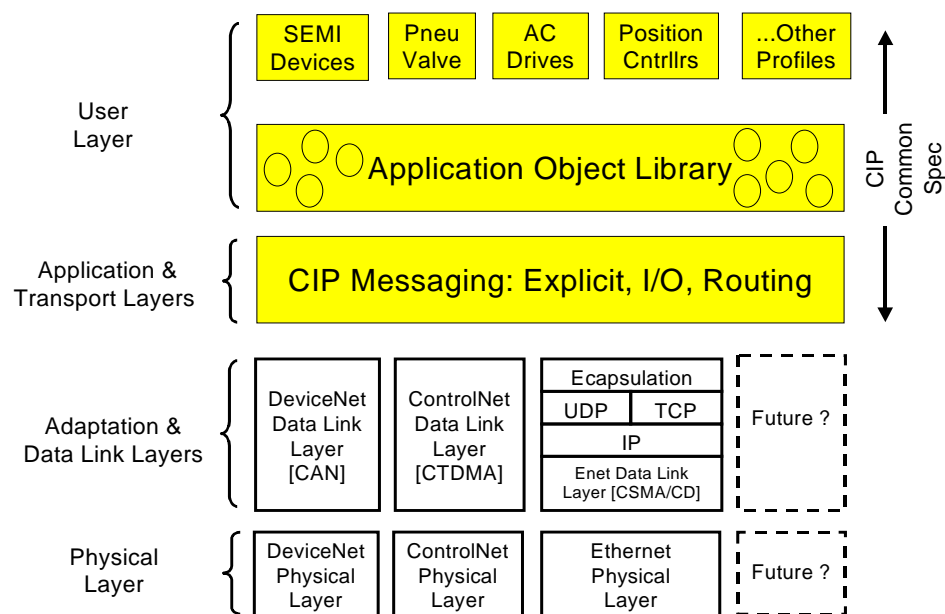 SEMI
Devices
Pneu
Valve
AC
Drives
Position
Cntrllrs
...Other
Profiles
User
Layer
Application Object Library
CIP
Common
Spec
Application &
Transport Layers
CIP Messaging: Explicit, I/O, Routing
Adaptation &
Data Link Layers
DeviceNet
Data Link
Layer
[CAN]
ControlNet
Data Link
Layer
[CTDMA]
Ecapsulation
UDP
TCP
IP
Enet Data Link
Layer [CSMA/CD]
Future ?
Physical
Layer
DeviceNet
Physical
Layer
ControlNet
Physical
Layer
Ethernet
Physical
Layer
Future ?